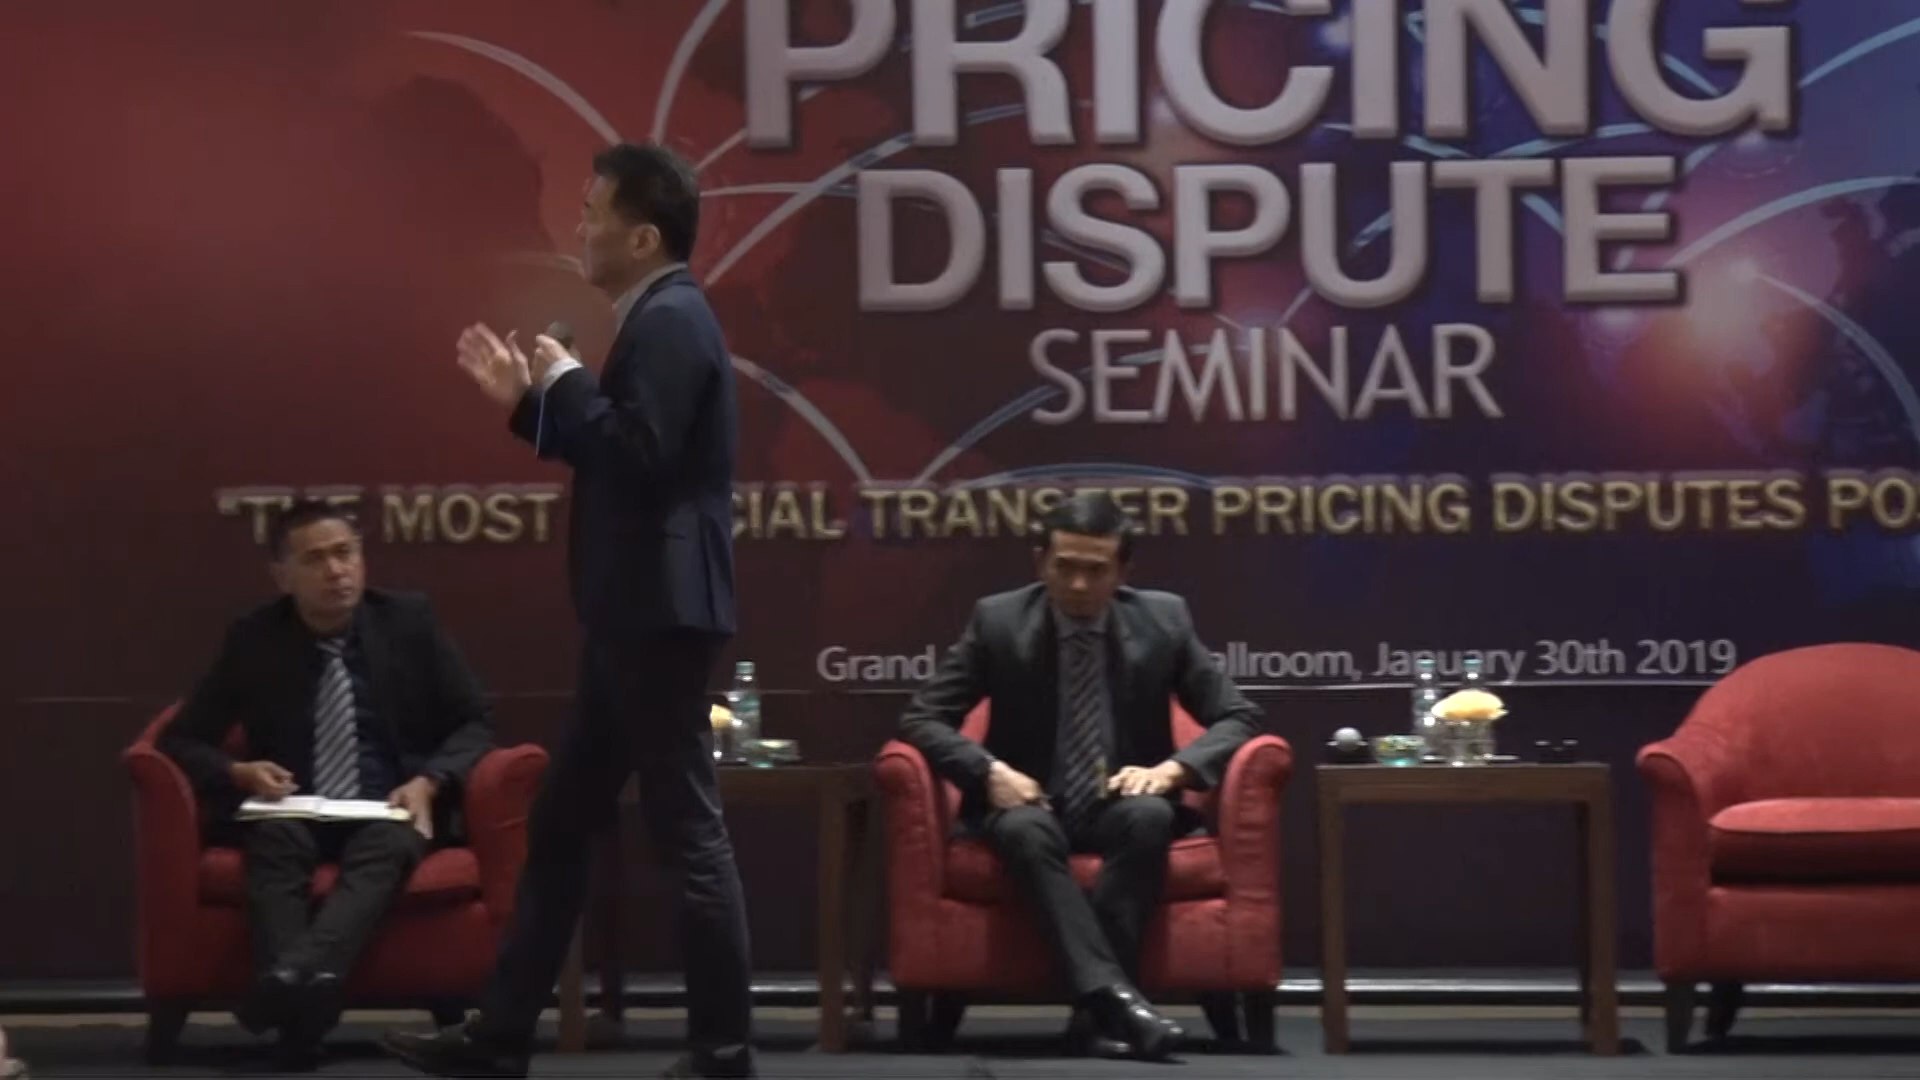 PRICING
DISPUTE
SEMINAR
"THE MOST CIAL TRANSFER PRICING DISPUTES PO
Grand allroom, January 30th 2019